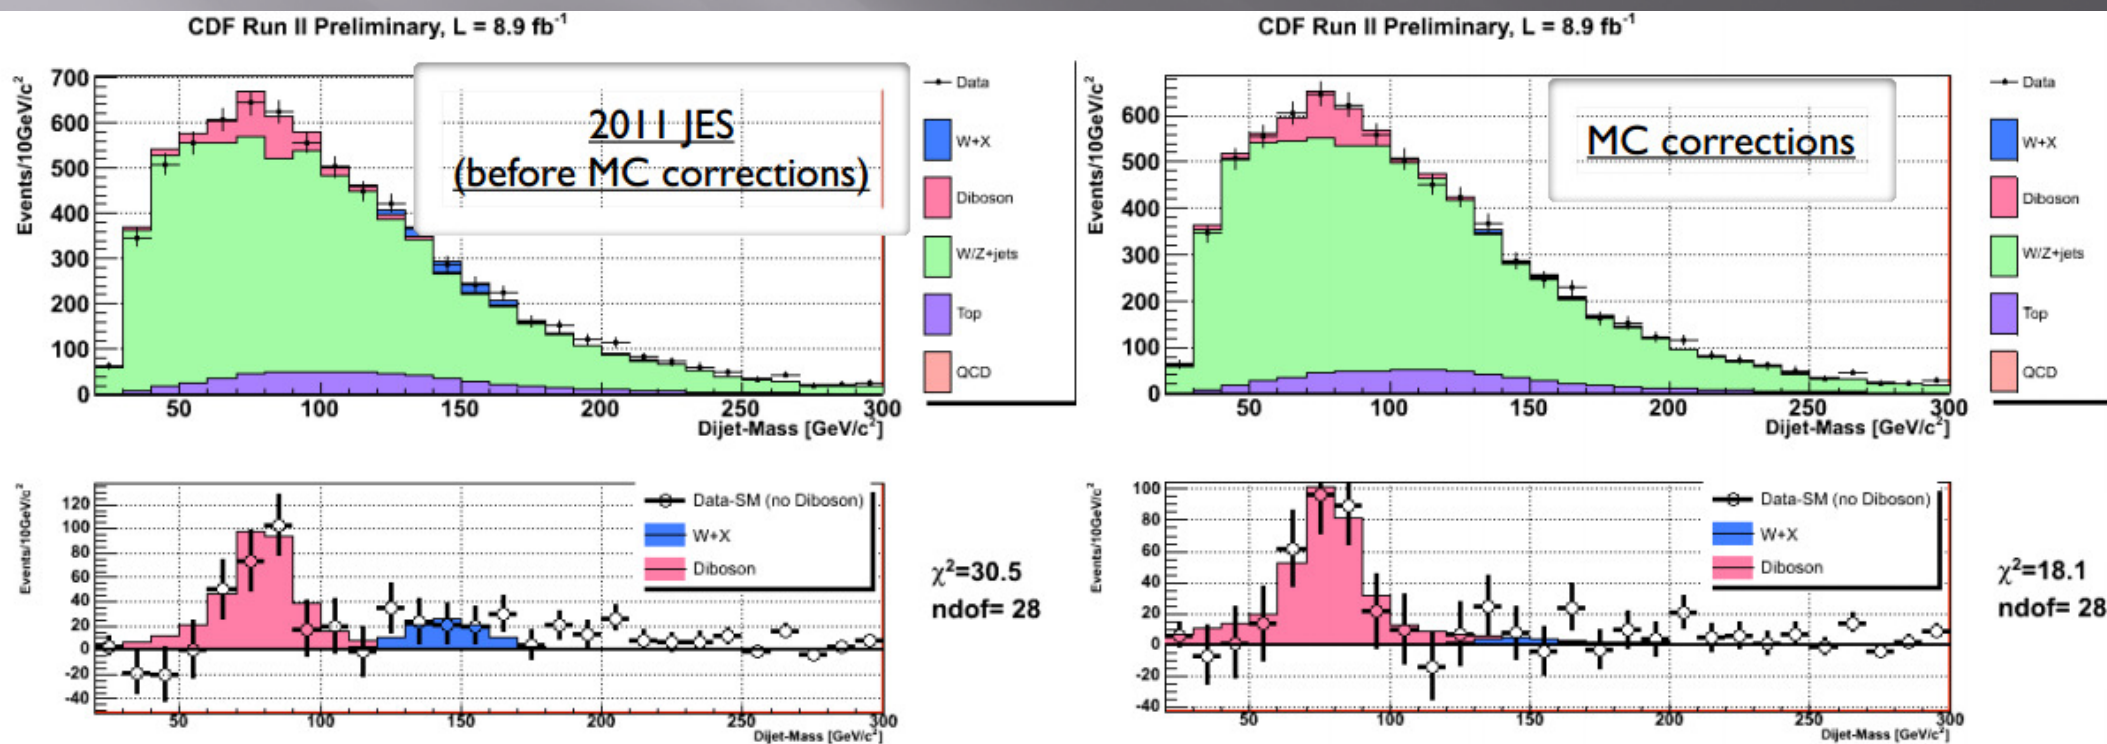 CDF Run II Preliminary, L = 8.9 fb⁻¹
700
600
500
400
300
200
100
0
Events/10GeV/c²
50 100 150 200 250 300
Dijet-Mass [GeV/c²]
2011 JES
(before MC corrections)
Data
W+X
Diboson
W/Z+jets
Top
QCD
CDF Run II Preliminary, L = 8.9 fb⁻¹
600
500
400
300
200
100
0
Events/10GeV/c²
50 100 150 200 250 300
Dijet-Mass [GeV/c²]
MC corrections
Data
W+X
Diboson
W/Z+jets
Top
QCD
120
100
80
60
40
20
0
-20
-40
Events/10GeV/c²
50 100 150 200 250 300
Dijet-Mass [GeV/c²]
Data-SM (no Diboson)
W+X
Diboson
χ²=30.5
ndof= 28
100
80
60
40
20
0
-20
-40
Events/10GeV/c²
50 100 150 200 250 300
Dijet-Mass [GeV/c²]
Data-SM (no Diboson)
W+X
Diboson
χ²=18.1
ndof= 28